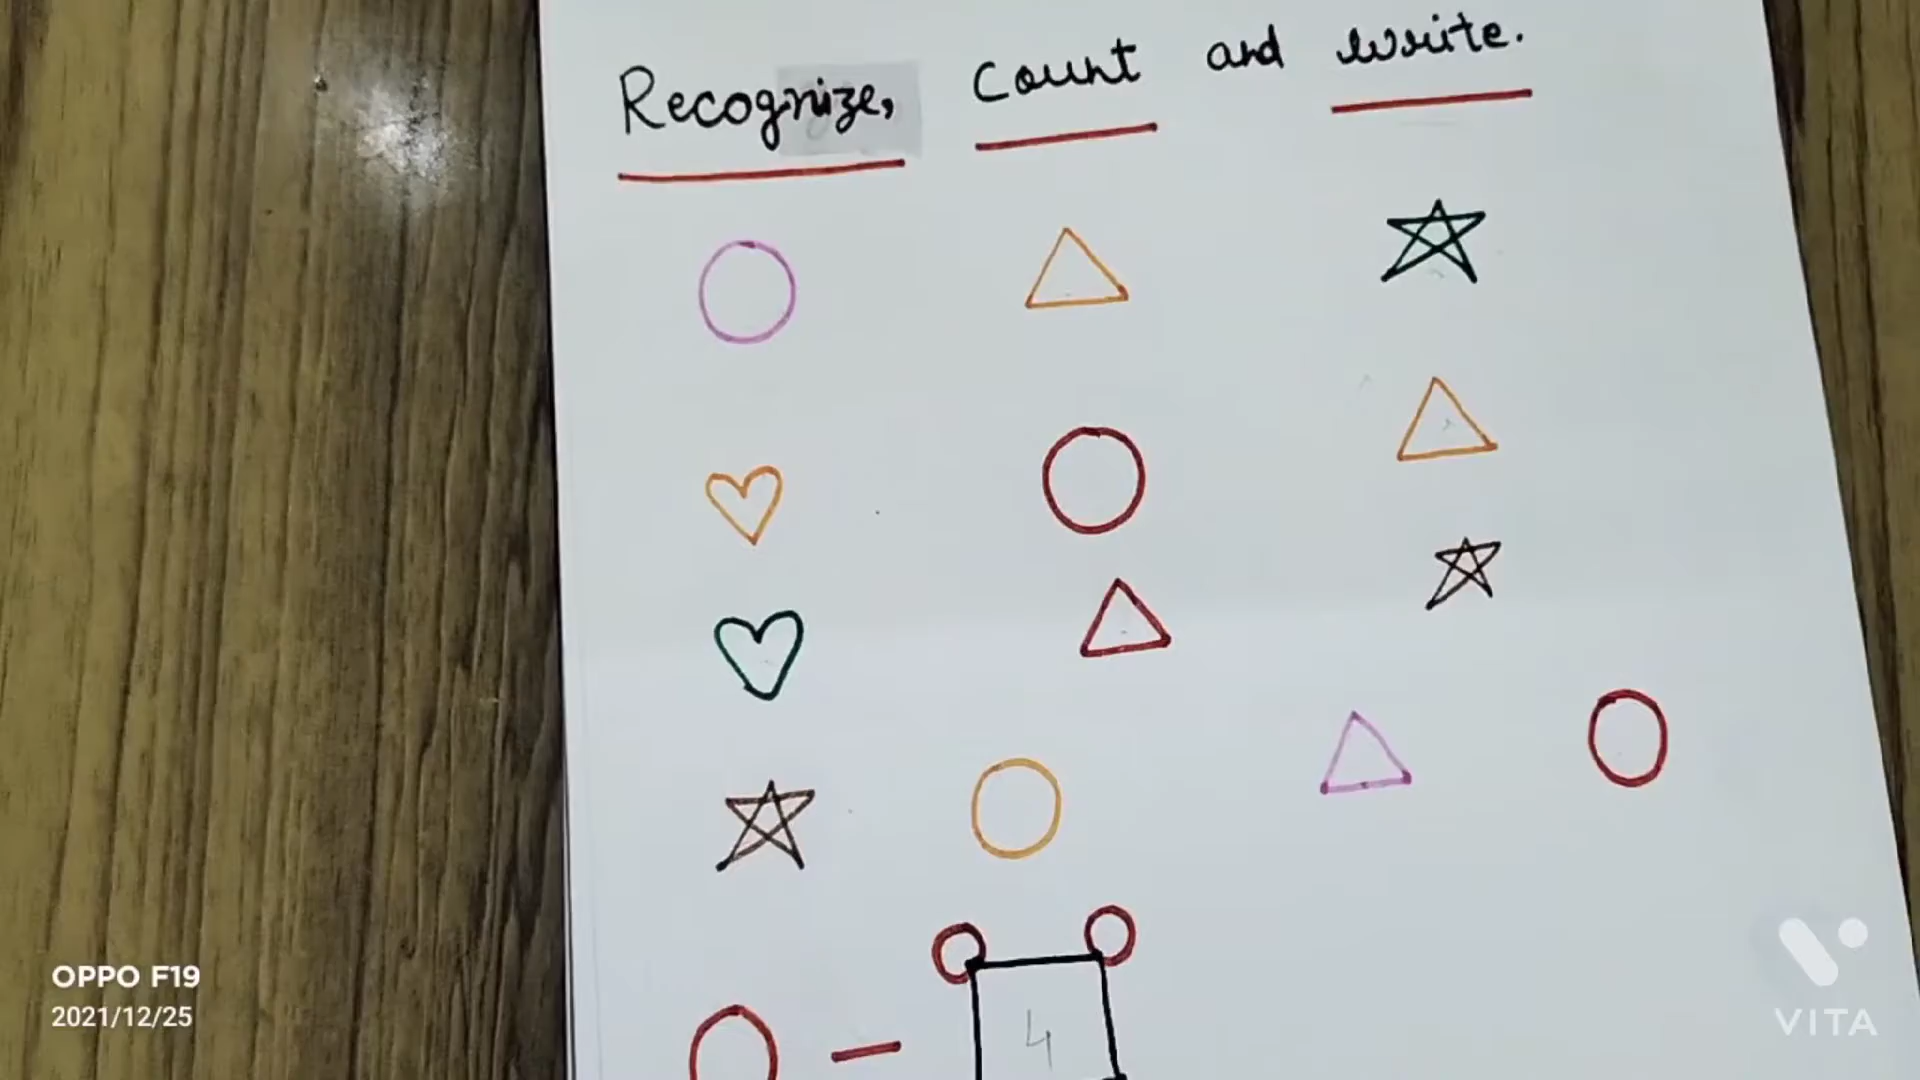 Recognize, Count and write.
4
OPPO F19
2021/12/25
VITA